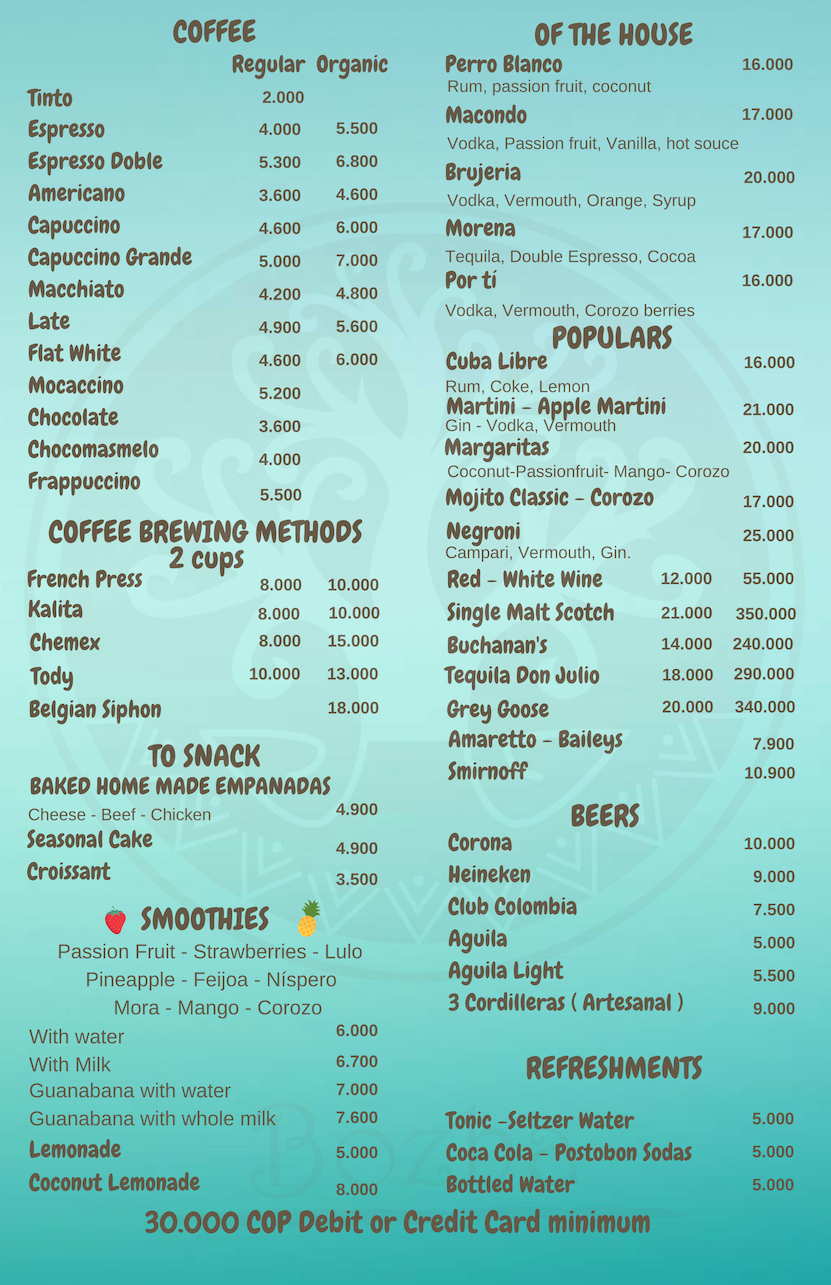 COFFEE
Regular Organic
Tinto 2.000
Espresso 4.000 5.500
Espresso Doble 5.300 6.800
Americano 3.600 4.600
Capuccino 4.600 6.000
Capuccino Grande 5.000 7.000
Macchiato 4.200 4.800
Late 4.900 5.600
Flat White 4.600 6.000
Mocaccino 5.200
Chocolate 3.600
Chocomasmelo 4.000
Frappuccino 5.500
COFFEE BREWING METHODS
2 cups
French Press 8.000 10.000
Kalita 8.000 10.000
Chemex 8.000 15.000
Tody 10.000 13.000
Belgian Siphon 18.000
TO SNACK
BAKED HOME MADE EMPANADAS
Cheese - Beef - Chicken 4.900
Seasonal Cake 4.900
Croissant 3.500
SMOOTHIES
Passion Fruit - Strawberries - Lulo
Pineapple - Feijoa - Níspero
Mora - Mango - Corozo
With water 6.000
With Milk 6.700
Guanabana with water 7.000
Guanabana with whole milk 7.600
Lemonade 5.000
Coconut Lemonade 8.000
OF THE HOUSE
Perro Blanco 16.000
Rum, passion fruit, coconut
Macondo 17.000
Vodka, Passion fruit, Vanilla, hot souce
Brujeria 20.000
Vodka, Vermouth, Orange, Syrup
Morena 17.000
Tequila, Double Espresso, Cocoa
Por tí 16.000
Vodka, Vermouth, Corozo berries
POPULARS
Cuba Libre 16.000
Rum, Coke, Lemon
Martini - Apple Martini 21.000
Gin - Vodka, Vermouth
Margaritas 20.000
Coconut-Passionfruit- Mango- Corozo
Mojito Classic - Corozo 17.000
Negroni 25.000
Campari, Vermouth, Gin.
Red - White Wine 12.000 55.000
Single Malt Scotch 21.000 350.000
Buchanan's 14.000 240.000
Tequila Don Julio 18.000 290.000
Grey Goose 20.000 340.000
Amaretto - Baileys 7.900
Smirnoff 10.900
BEERS
Corona 10.000
Heineken 9.000
Club Colombia 7.500
Aguila 5.000
Aguila Light 5.500
3 Cordilleras ( Artesanal ) 9.000
REFRESHMENTS
Tonic -Seltzer Water 5.000
Coca Cola - Postobon Sodas 5.000
Bottled Water 5.000
30.000 COP Debit or Credit Card minimum